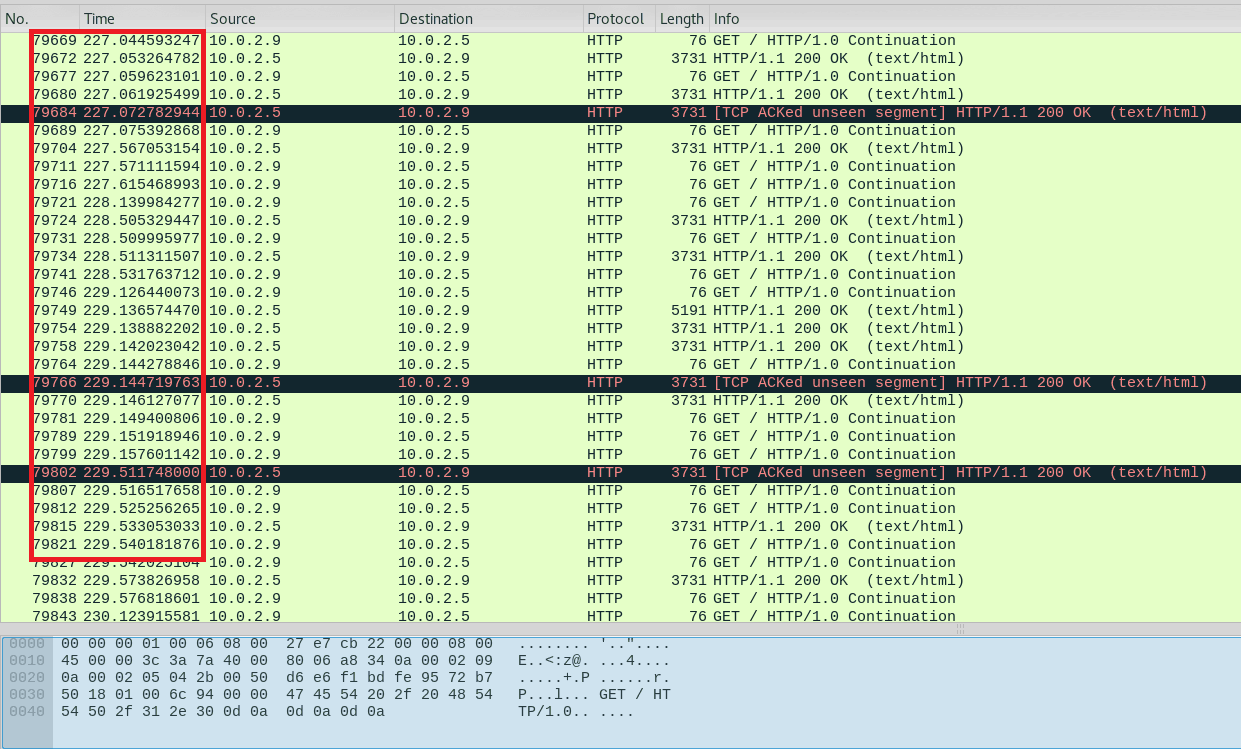 No. Time Source Destination Protocol Length Info
79669 227.044593247 10.0.2.9 10.0.2.5 HTTP 76 GET / HTTP/1.0 Continuation
79672 227.053264782 10.0.2.5 10.0.2.9 HTTP 3731 HTTP/1.1 200 OK  (text/html)
79677 227.059623101 10.0.2.9 10.0.2.5 HTTP 76 GET / HTTP/1.0 Continuation
79680 227.061925499 10.0.2.5 10.0.2.9 HTTP 3731 HTTP/1.1 200 OK  (text/html)
79684 227.072782944 10.0.2.5 10.0.2.9 HTTP 3731 [TCP ACKed unseen segment] HTTP/1.1 200 OK  (text/html)
79689 227.075392868 10.0.2.9 10.0.2.5 HTTP 76 GET / HTTP/1.0 Continuation
79704 227.567053154 10.0.2.5 10.0.2.9 HTTP 3731 HTTP/1.1 200 OK  (text/html)
79711 227.571111594 10.0.2.9 10.0.2.5 HTTP 76 GET / HTTP/1.0 Continuation
79716 227.615468993 10.0.2.9 10.0.2.5 HTTP 76 GET / HTTP/1.0 Continuation
79721 228.139984277 10.0.2.9 10.0.2.5 HTTP 76 GET / HTTP/1.0 Continuation
79724 228.505329447 10.0.2.5 10.0.2.9 HTTP 3731 HTTP/1.1 200 OK  (text/html)
79731 228.509995977 10.0.2.9 10.0.2.5 HTTP 76 GET / HTTP/1.0 Continuation
79734 228.511311507 10.0.2.5 10.0.2.9 HTTP 3731 HTTP/1.1 200 OK  (text/html)
79741 228.531763712 10.0.2.9 10.0.2.5 HTTP 76 GET / HTTP/1.0 Continuation
79746 229.126440073 10.0.2.9 10.0.2.5 HTTP 76 GET / HTTP/1.0 Continuation
79749 229.136574470 10.0.2.5 10.0.2.9 HTTP 5191 HTTP/1.1 200 OK  (text/html)
79754 229.138882202 10.0.2.5 10.0.2.9 HTTP 3731 HTTP/1.1 200 OK  (text/html)
79758 229.142023042 10.0.2.5 10.0.2.9 HTTP 3731 HTTP/1.1 200 OK  (text/html)
79764 229.144278846 10.0.2.9 10.0.2.5 HTTP 76 GET / HTTP/1.0 Continuation
79766 229.144719763 10.0.2.5 10.0.2.9 HTTP 3731 [TCP ACKed unseen segment] HTTP/1.1 200 OK  (text/html)
79770 229.146127077 10.0.2.5 10.0.2.9 HTTP 3731 HTTP/1.1 200 OK  (text/html)
79781 229.149400806 10.0.2.9 10.0.2.5 HTTP 76 GET / HTTP/1.0 Continuation
79789 229.151918946 10.0.2.9 10.0.2.5 HTTP 76 GET / HTTP/1.0 Continuation
79799 229.157601142 10.0.2.9 10.0.2.5 HTTP 76 GET / HTTP/1.0 Continuation
79802 229.511748000 10.0.2.5 10.0.2.9 HTTP 3731 [TCP ACKed unseen segment] HTTP/1.1 200 OK  (text/html)
79807 229.516517658 10.0.2.9 10.0.2.5 HTTP 76 GET / HTTP/1.0 Continuation
79812 229.525256265 10.0.2.9 10.0.2.5 HTTP 76 GET / HTTP/1.0 Continuation
79815 229.533053033 10.0.2.5 10.0.2.9 HTTP 3731 HTTP/1.1 200 OK  (text/html)
79821 229.540181876 10.0.2.9 10.0.2.5 HTTP 76 GET / HTTP/1.0 Continuation
79827 229.542025104 10.0.2.9 10.0.2.5 HTTP 76 GET / HTTP/1.0 Continuation
79832 229.573826958 10.0.2.5 10.0.2.9 HTTP 3731 HTTP/1.1 200 OK  (text/html)
79838 229.576818601 10.0.2.9 10.0.2.5 HTTP 76 GET / HTTP/1.0 Continuation
79843 230.123915581 10.0.2.9 10.0.2.5 HTTP 76 GET / HTTP/1.0 Continuation
0000 00 00 00 01 00 06 08 00 27 e7 cb 22 00 00 08 00 ........ '.."....
0010 45 00 00 3c 3a 7a 40 00 80 06 a8 34 0a 00 02 09 E..<:z@. ...4....
0020 0a 00 02 05 04 2b 00 50 d6 e6 f1 bd fe 95 72 b7 .....+.P ......r.
0030 50 18 01 00 6c 94 00 00 47 45 54 20 2f 20 48 54 P...l... GET / HT
0040 54 50 2f 31 2e 30 0d 0a 0d 0a 0d 0a TP/1.0.. ....